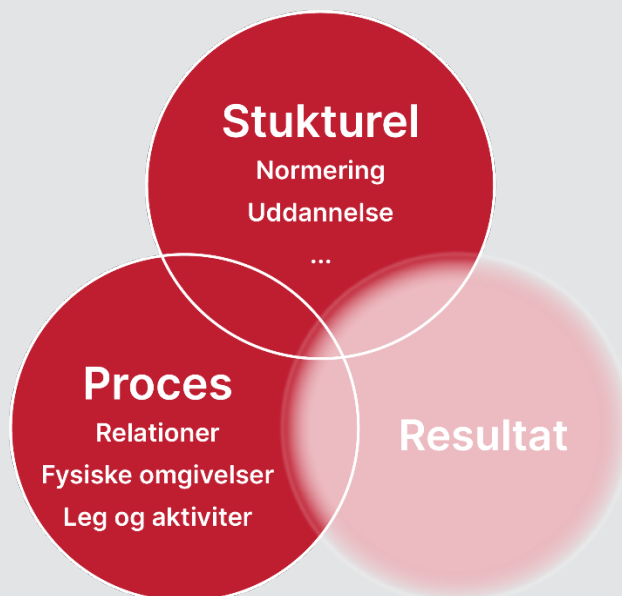 Stukturel
Normering
Uddannelse
...
Proces
Relationer
Fysiske omgivelser
Leg og aktiviter
Resultat